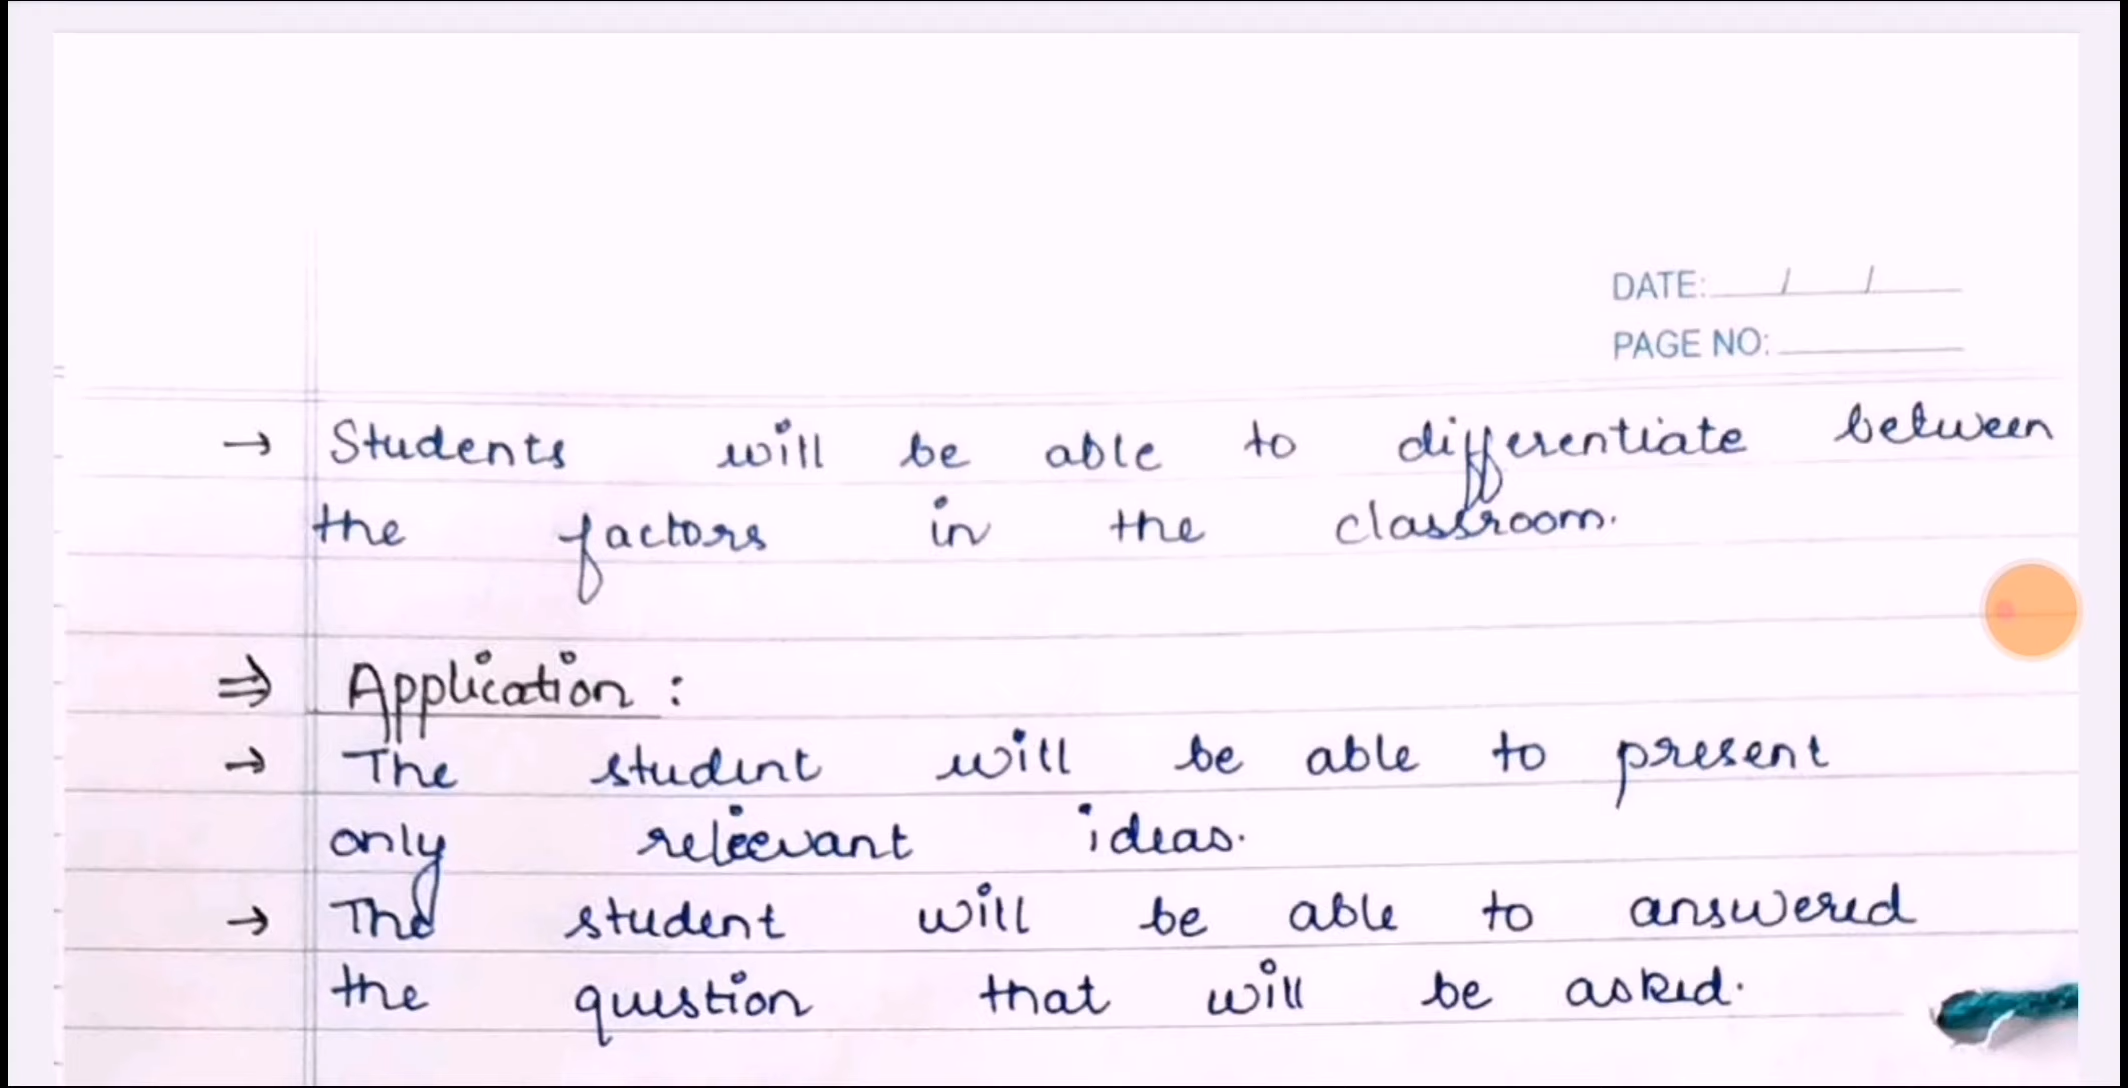 DATE: / /
PAGE NO:
→ Students will be able to differentiate between
the factors in the classroom.
⇒ Application :
→ The student will be able to present
only releevant ideas.
→ The student will be able to answered
the question that will be asked.